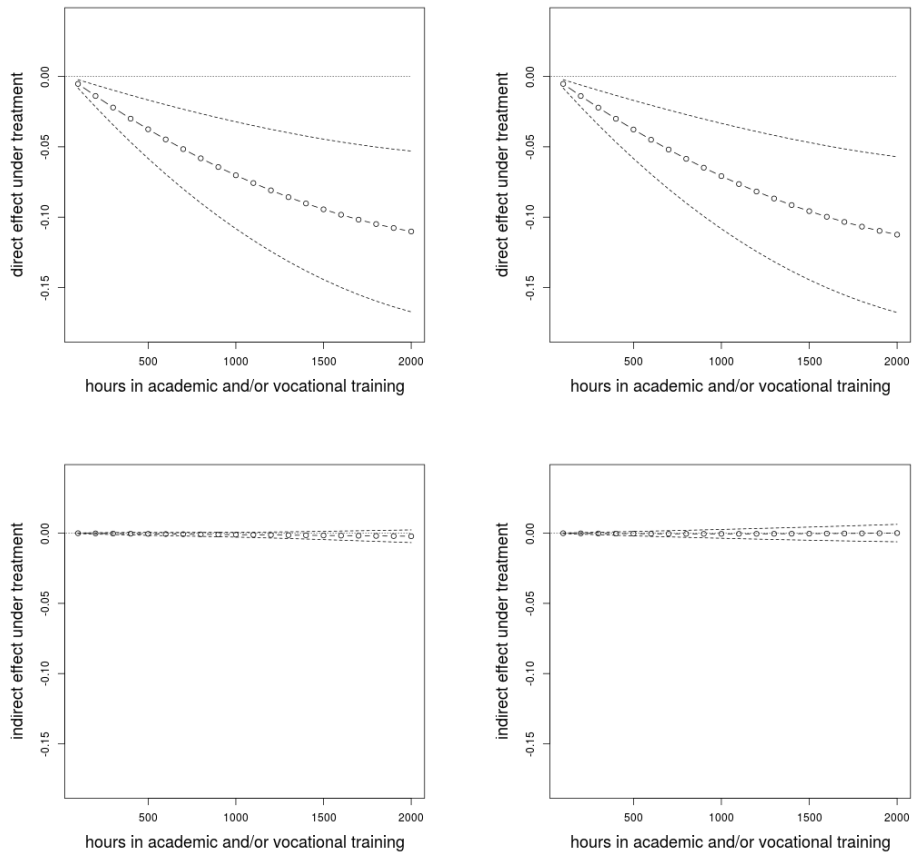 direct effect under treatment
0.00
-0.05
-0.10
-0.15
500 1000 1500 2000
hours in academic and/or vocational training
direct effect under treatment
0.00
-0.05
-0.10
-0.15
500 1000 1500 2000
hours in academic and/or vocational training
indirect effect under treatment
0.00
-0.05
-0.10
-0.15
500 1000 1500 2000
hours in academic and/or vocational training
indirect effect under treatment
0.00
-0.05
-0.10
-0.15
500 1000 1500 2000
hours in academic and/or vocational training